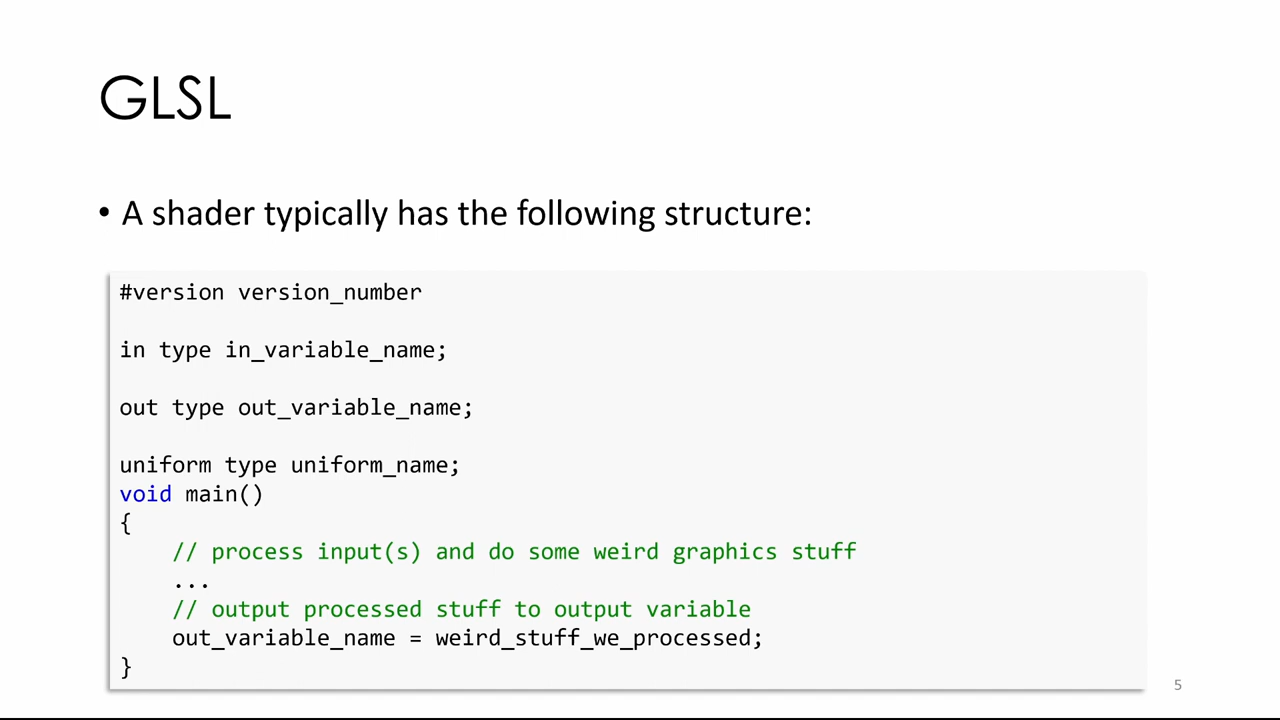 GLSL
• A shader typically has the following structure:
#version version_number
in type in_variable_name;
out type out_variable_name;
uniform type uniform_name;
void main()
{
    // process input(s) and do some weird graphics stuff
    ...
    // output processed stuff to output variable
    out_variable_name = weird_stuff_we_processed;
}
5